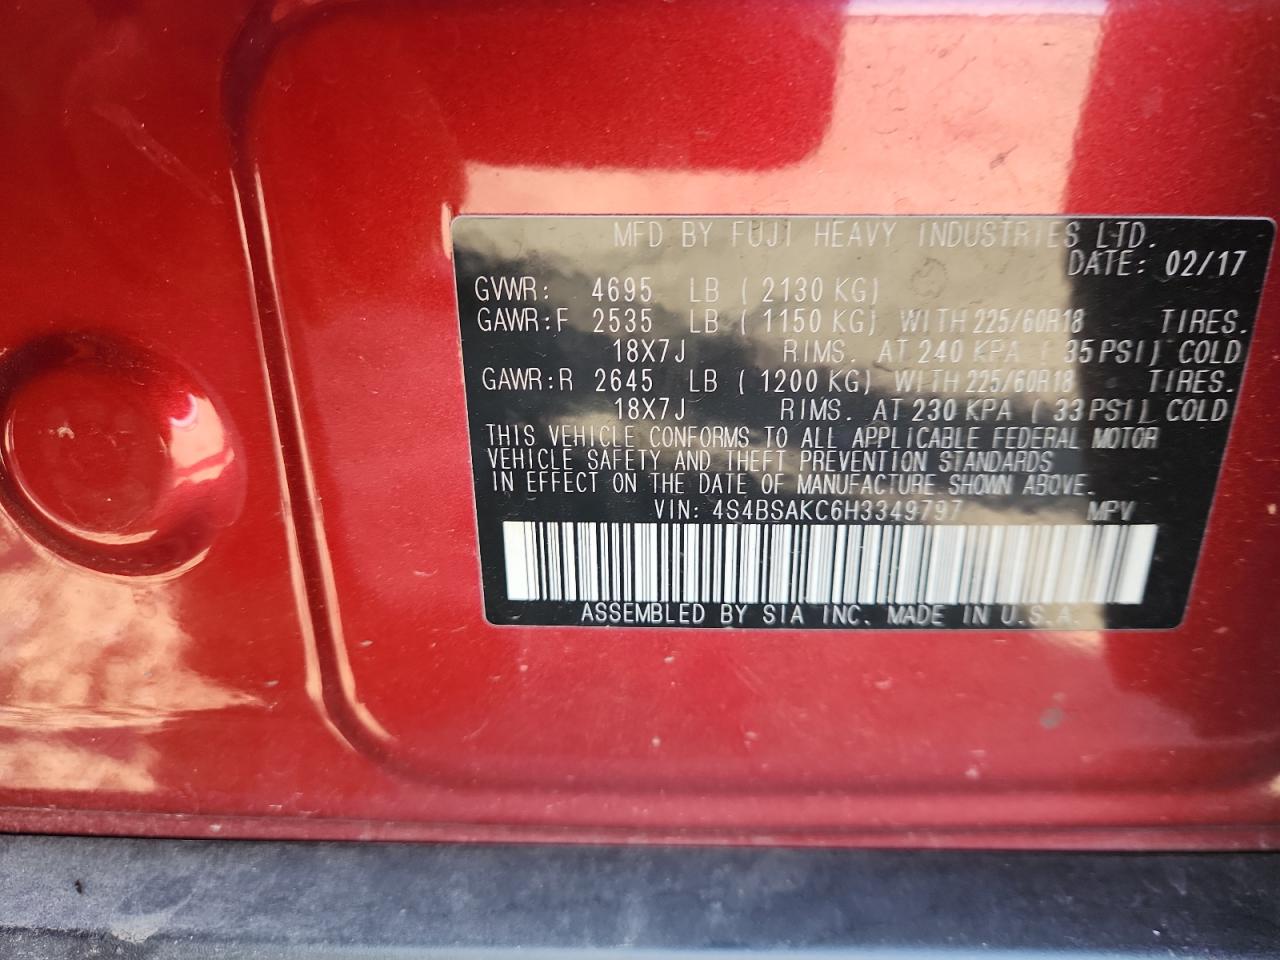 MFD BY FUJI HEAVY INDUSTRIES LTD.
DATE: 02/17
GVWR: 4695 LB ( 2130 KG)
GAWR:F 2535 LB ( 1150 KG) WITH 225/60R18 TIRES.
18X7J RIMS. AT 240 KPA ( 35 PSI) COLD
GAWR:R 2645 LB ( 1200 KG) WITH 225/60R18 TIRES.
18X7J RIMS. AT 230 KPA ( 33 PSI) COLD
THIS VEHICLE CONFORMS TO ALL APPLICABLE FEDERAL MOTOR
VEHICLE SAFETY AND THEFT PREVENTION STANDARDS
IN EFFECT ON THE DATE OF MANUFACTURE SHOWN ABOVE.
VIN: 4S4BSAKC6H3349797 MPV
ASSEMBLED BY SIA INC. MADE IN U.S.A.